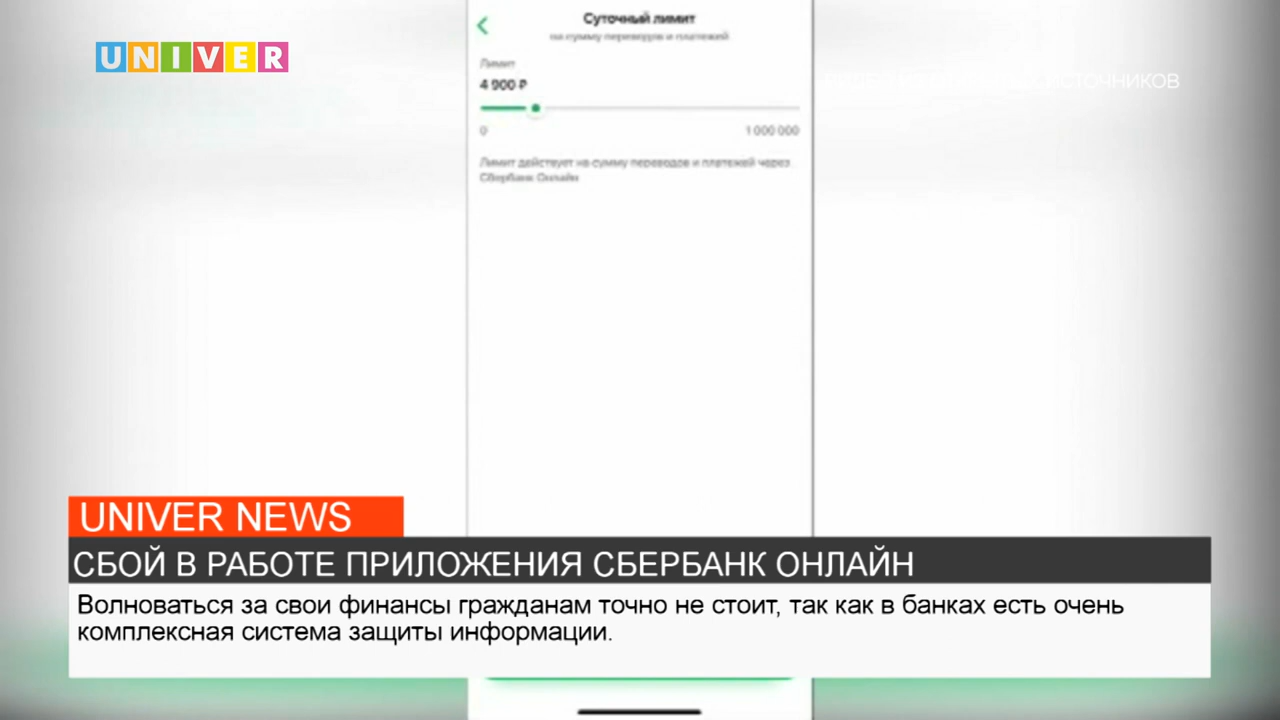 UNIVER
Суточный лимит
на сумму переводов и платежей
ИСТОЧНИКОВ
Лимит
4 900 ₽
0 1 000 000
Лимит действует на сумму переводов и платежей через
Сбербанк Онлайн
UNIVER NEWS
СБОЙ В РАБОТЕ ПРИЛОЖЕНИЯ СБЕРБАНК ОНЛАЙН
Волноваться за свои финансы гражданам точно не стоит, так как в банках есть очень
комплексная система защиты информации.